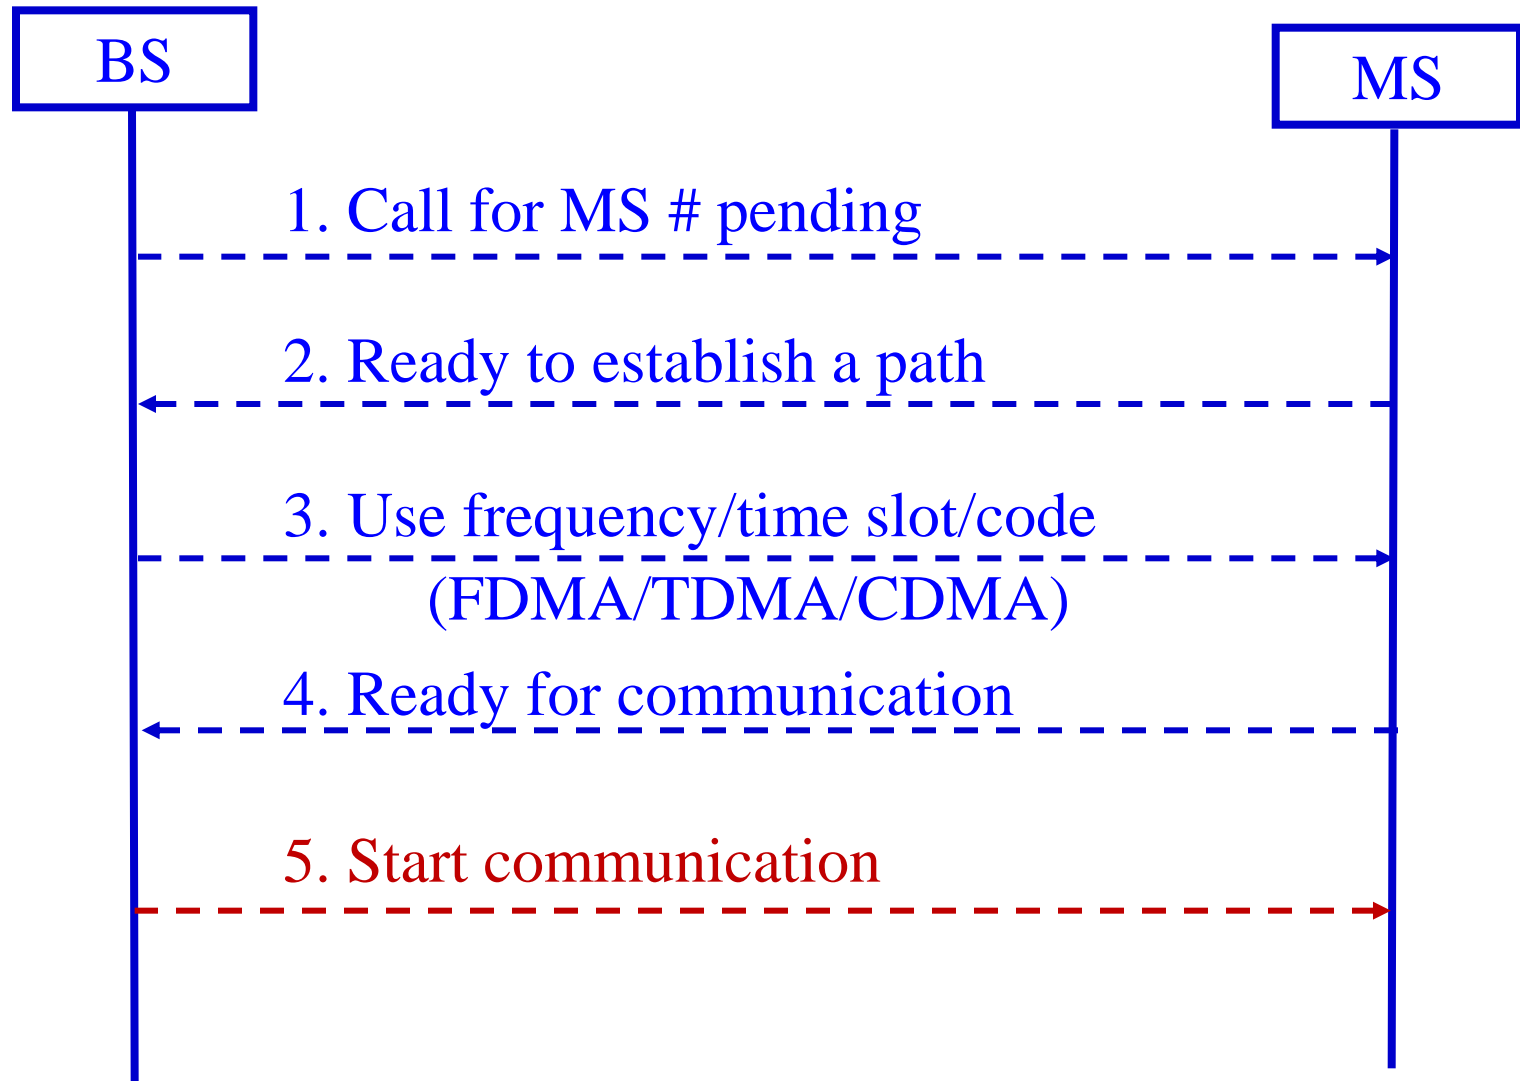 BS
MS
1. Call for MS # pending
2. Ready to establish a path
3. Use frequency/time slot/code
(FDMA/TDMA/CDMA)
4. Ready for communication
5. Start communication